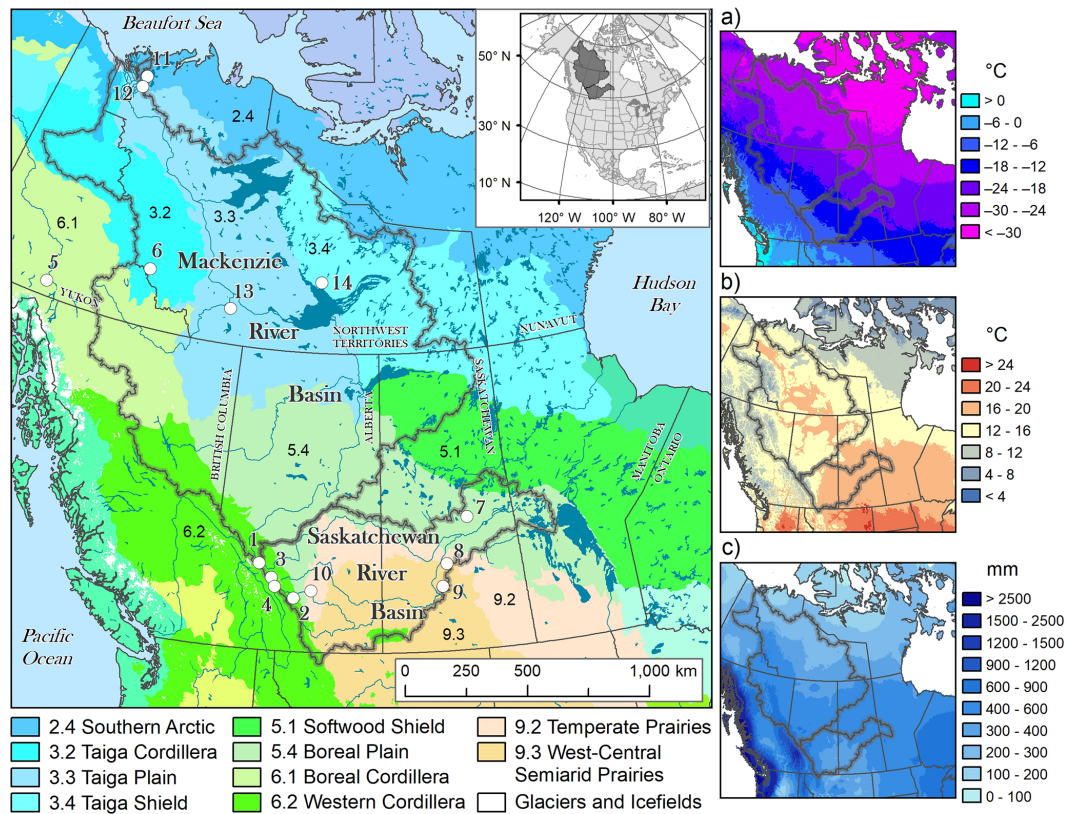 Beaufort Sea
11
12
2.4
3.2
3.3
6.1
3.4
6
Mackenzie
5
14
13
YUKON
River
NORTHWEST
TERRITORIES
NUNAVUT
Hudson
Bay
BRITISH COLUMBIA
Basin
ALBERTA
SASKATCHEWAN
MANITOBA
ONTARIO
5.4
5.1
6.2
7
1
Saskatchewan
3
8
10
River
9
4
2
Basin
9.2
9.3
Pacific
Ocean
0 250 500 1,000 km
50° N
30° N
10° N
120° W 100° W 80° W
a)
°C
> 0
–6 - 0
–12 - –6
–18 - –12
–24 - –18
–30 - –24
< –30
b)
°C
> 24
20 - 24
16 - 20
12 - 16
8 - 12
4 - 8
< 4
c)
mm
> 2500
1500 - 2500
1200 - 1500
900 - 1200
600 - 900
400 - 600
300 - 400
200 - 300
100 - 200
0 - 100
2.4 Southern Arctic
3.2 Taiga Cordillera
3.3 Taiga Plain
3.4 Taiga Shield
5.1 Softwood Shield
5.4 Boreal Plain
6.1 Boreal Cordillera
6.2 Western Cordillera
9.2 Temperate Prairies
9.3 West-Central
Semiarid Prairies
Glaciers and Icefields